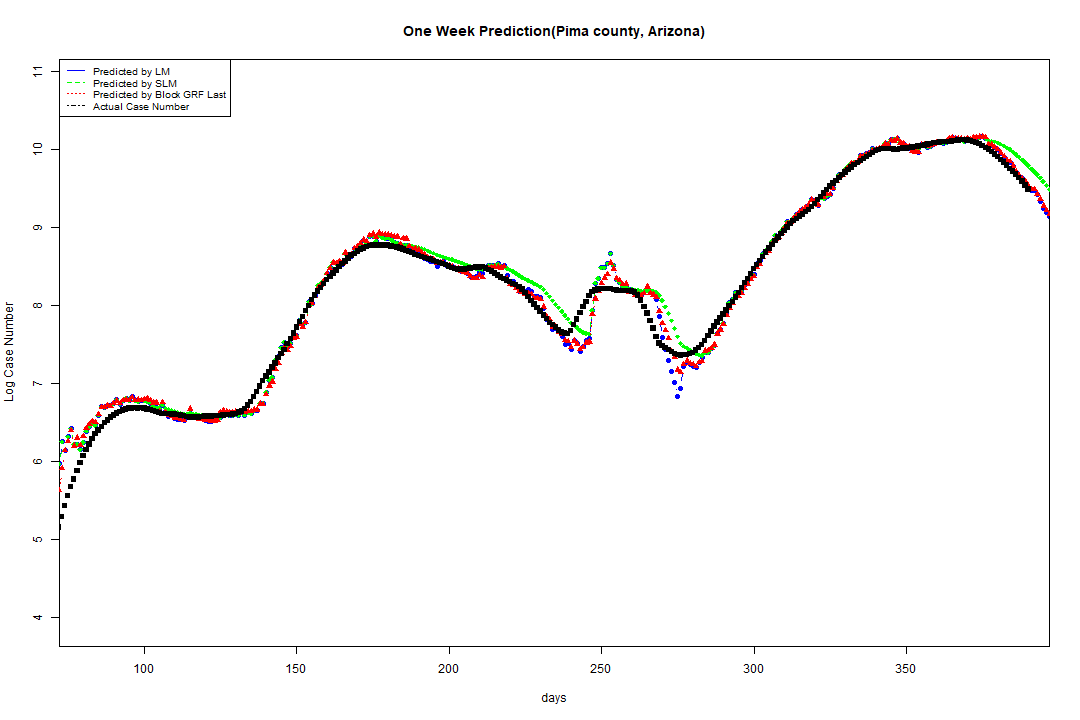 One Week Prediction(Pima county, Arizona)
Predicted by LM
Predicted by SLM
Predicted by Block GRF Last
Actual Case Number
11
10
9
8
7
6
5
4
Log Case Number
100 150 200 250 300 350
days